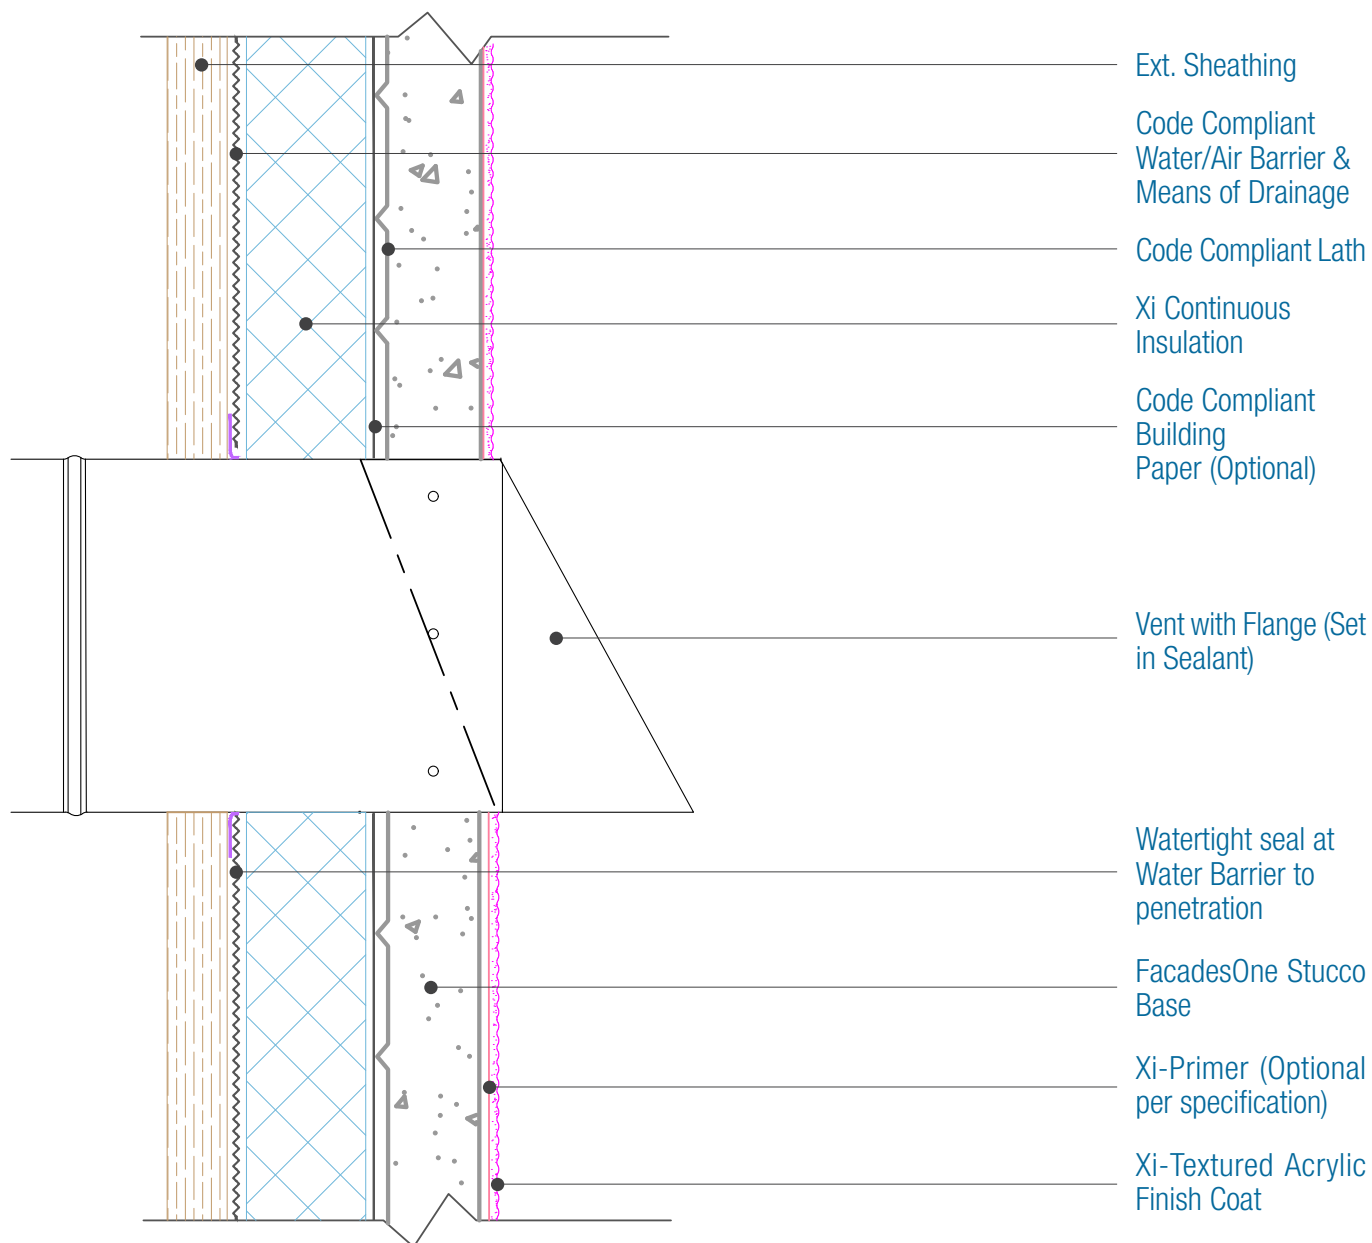 Ext. Sheathing
Code Compliant
Water/Air Barrier &
Means of Drainage
Code Compliant Lath
Xi Continuous
Insulation
Code Compliant
Building
Paper (Optional)
Vent with Flange (Set
in Sealant)
Watertight seal at
Water Barrier to
penetration
FacadesOne Stucco
Base
Xi-Primer (Optional
per specification)
Xi-Textured Acrylic
Finish Coat